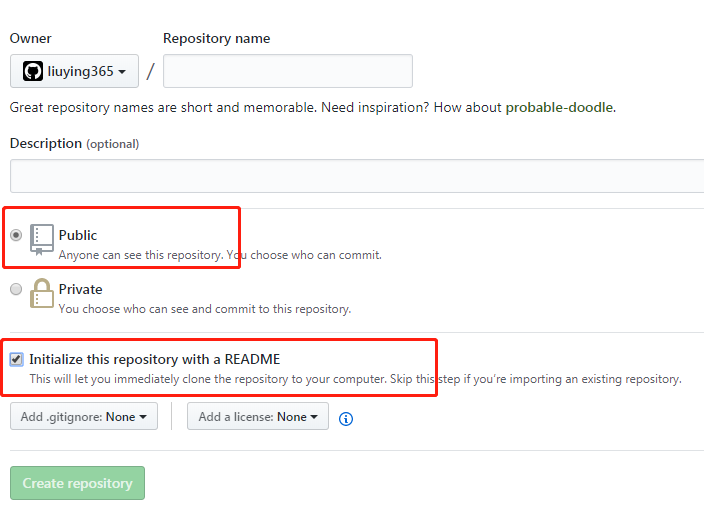 Owner Repository name
liuying365 /
Great repository names are short and memorable. Need inspiration? How about probable-doodle.
Description (optional)
Public
Anyone can see this repository. You choose who can commit.
Private
You choose who can see and commit to this repository.
Initialize this repository with a README
This will let you immediately clone the repository to your computer. Skip this step if you're importing an existing repository.
Add .gitignore: None Add a license: None
Create repository